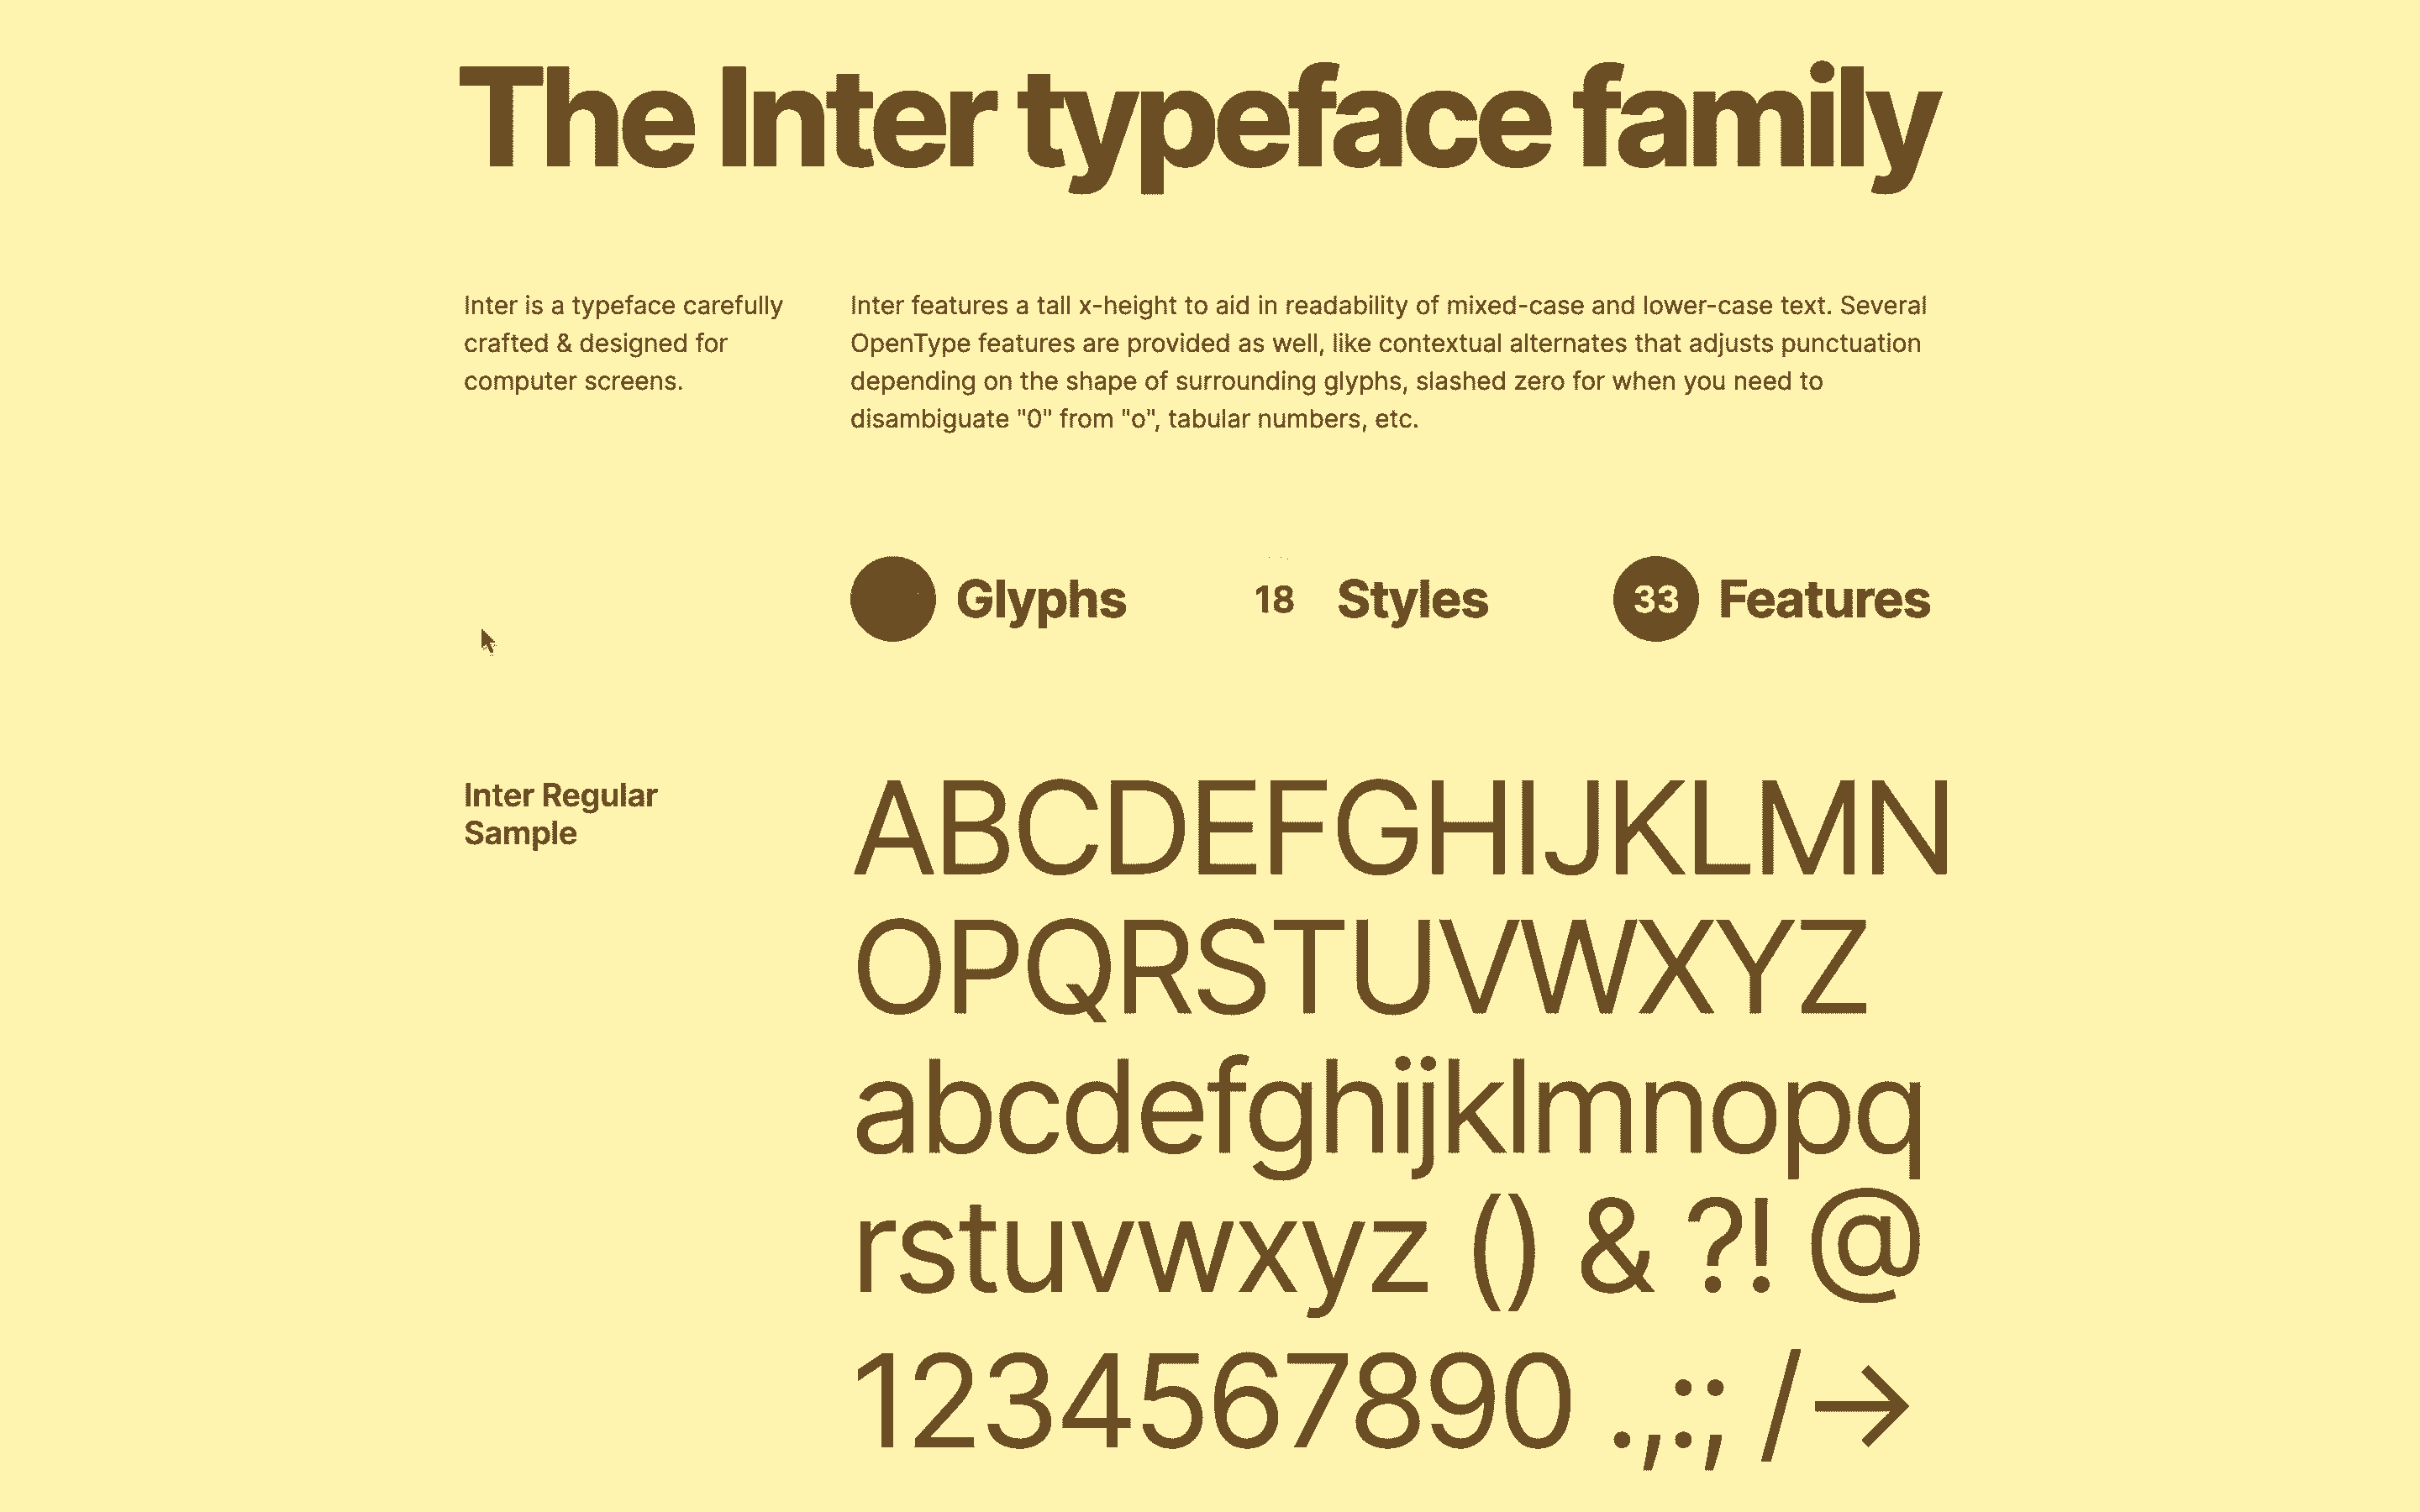 The Inter typeface family
Inter is a typeface carefully
crafted & designed for
computer screens.
Inter features a tall x-height to aid in readability of mixed-case and lower-case text. Several
OpenType features are provided as well, like contextual alternates that adjusts punctuation
depending on the shape of surrounding glyphs, slashed zero for when you need to
disambiguate "0" from "o", tabular numbers, etc.
Glyphs
18 Styles
33 Features
Inter Regular
Sample
ABCDEFGHIJKLMN
OPQRSTUVWXYZ
abcdefghijklmnopq
rstuvwxyz () & ?! @
1234567890 .,:; /→